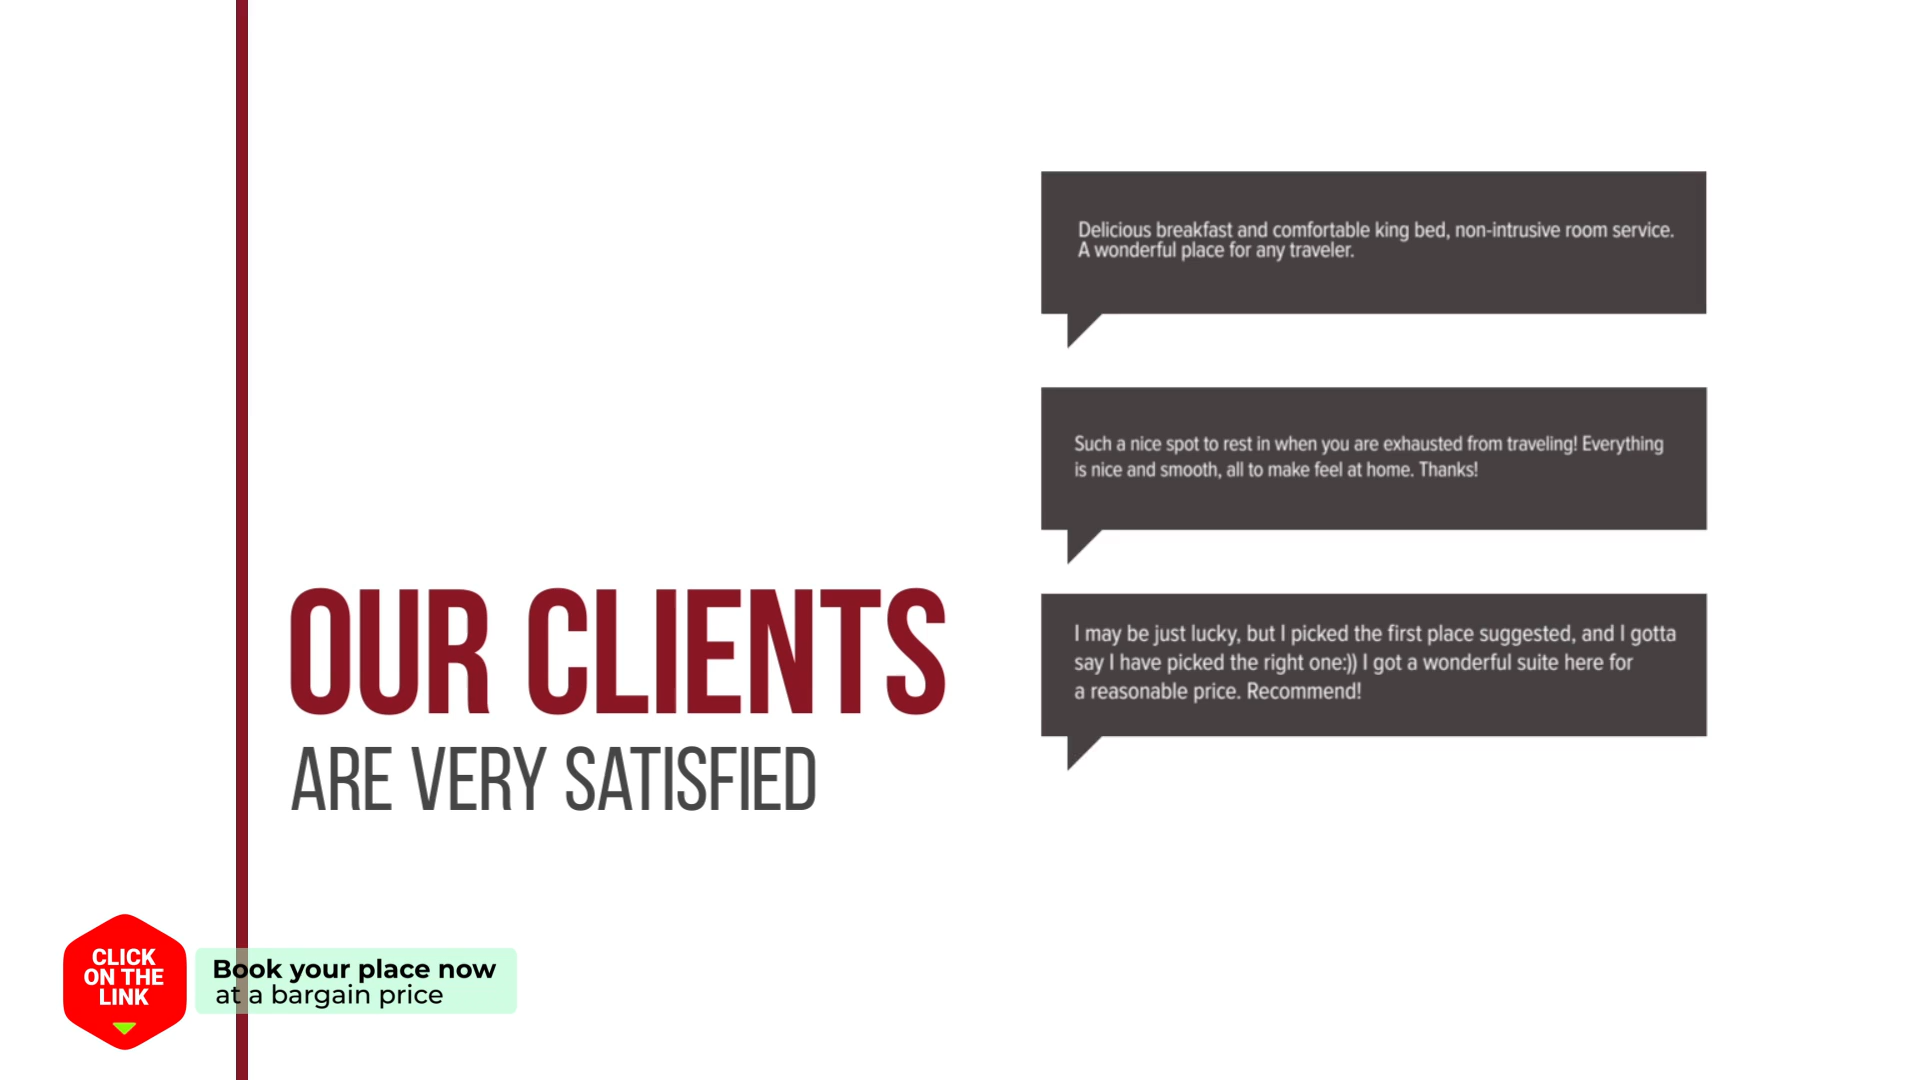 Delicious breakfast and comfortable king bed, non-intrusive room service.
A wonderful place for any traveler.
Such a nice spot to rest in when you are exhausted from traveling! Everything
is nice and smooth, all to make feel at home. Thanks!
I may be just lucky, but I picked the first place suggested, and I gotta
say I have picked the right one:)) I got a wonderful suite here for
a reasonable price. Recommend!
OUR CLIENTS
ARE VERY SATISFIED
CLICK
ON THE
LINK
Book your place now
at a bargain price